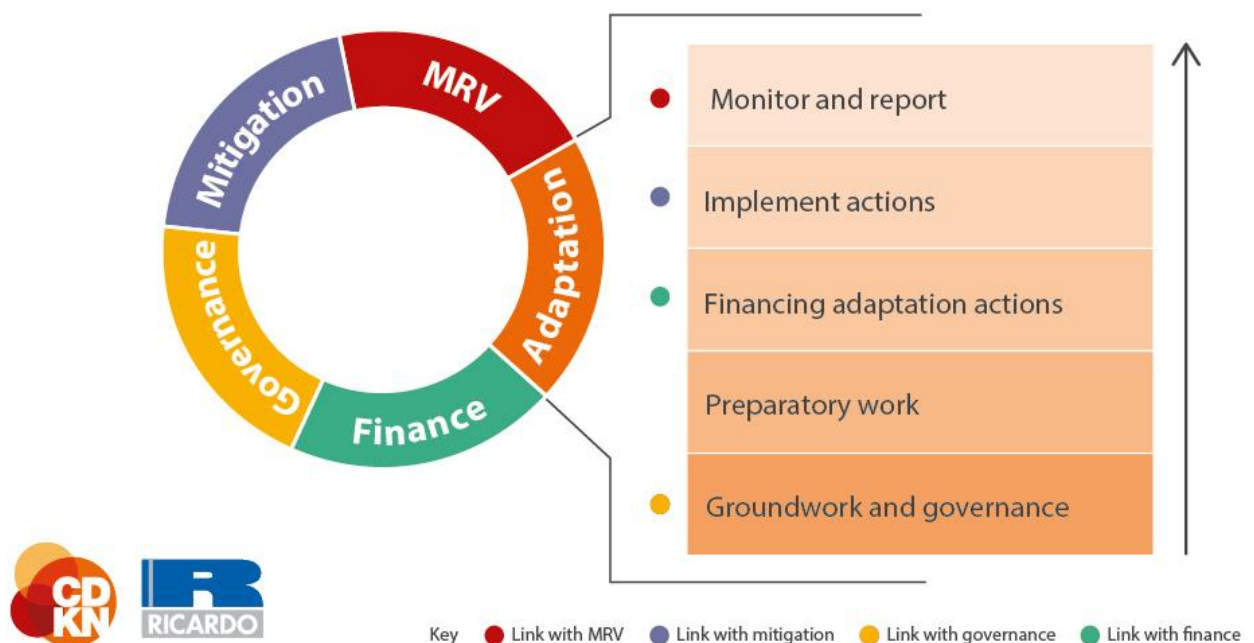 MRV
Mitigation
Adaptation
Governance
Finance
Monitor and report
Implement actions
Financing adaptation actions
Preparatory work
Groundwork and governance
CD
KN
R
RICARDO
Key Link with MRV Link with mitigation Link with governance Link with finance